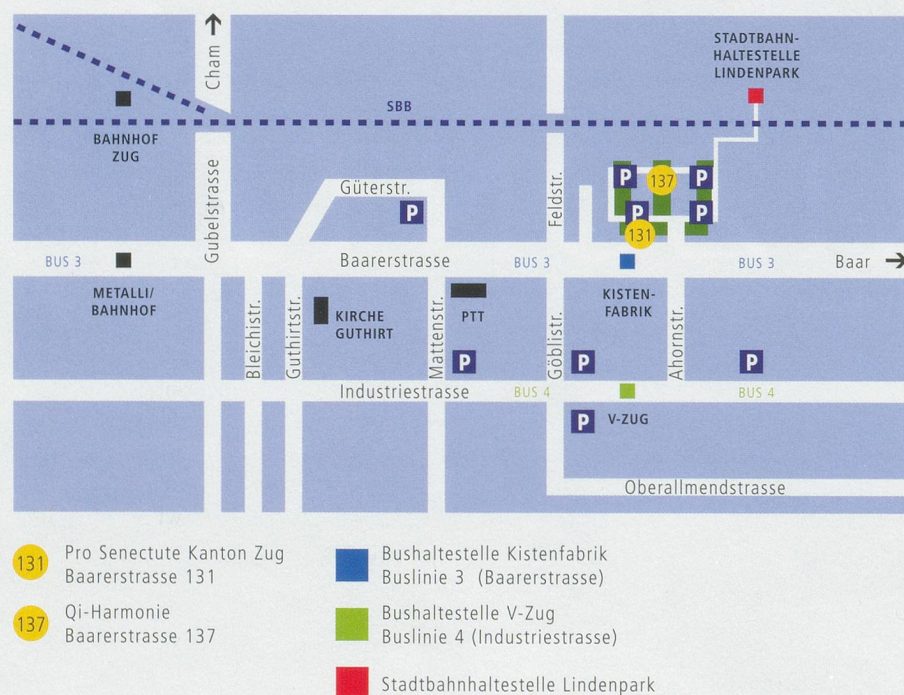 Cham
STADTBAHN-
HALTESTELLE
LINDENPARK
SBB
BAHNHOF
ZUG
Gubelstrasse
Güterstr.
P
Feldstr.
P
137
P
P
P
131
BUS 3
Baarerstrasse
BUS 3
BUS 3
Baar
METALLI/
BAHNHOF
Bleichistr.
Guthirtstr.
KIRCHE
GUTHIRT
Mattenstr.
PTT
P
Göblistr.
KISTEN-
FABRIK
P
Ahornstr.
P
Industriestrasse
BUS 4
BUS 4
P
V-ZUG
Oberallmendstrasse
131
Pro Senectute Kanton Zug
Baarerstrasse 131
137
Qi-Harmonie
Baarerstrasse 137
Bushaltestelle Kistenfabrik
Buslinie 3 (Baarerstrasse)
Bushaltestelle V-Zug
Buslinie 4 (Industriestrasse)
Stadtbahnhaltestelle Lindenpark